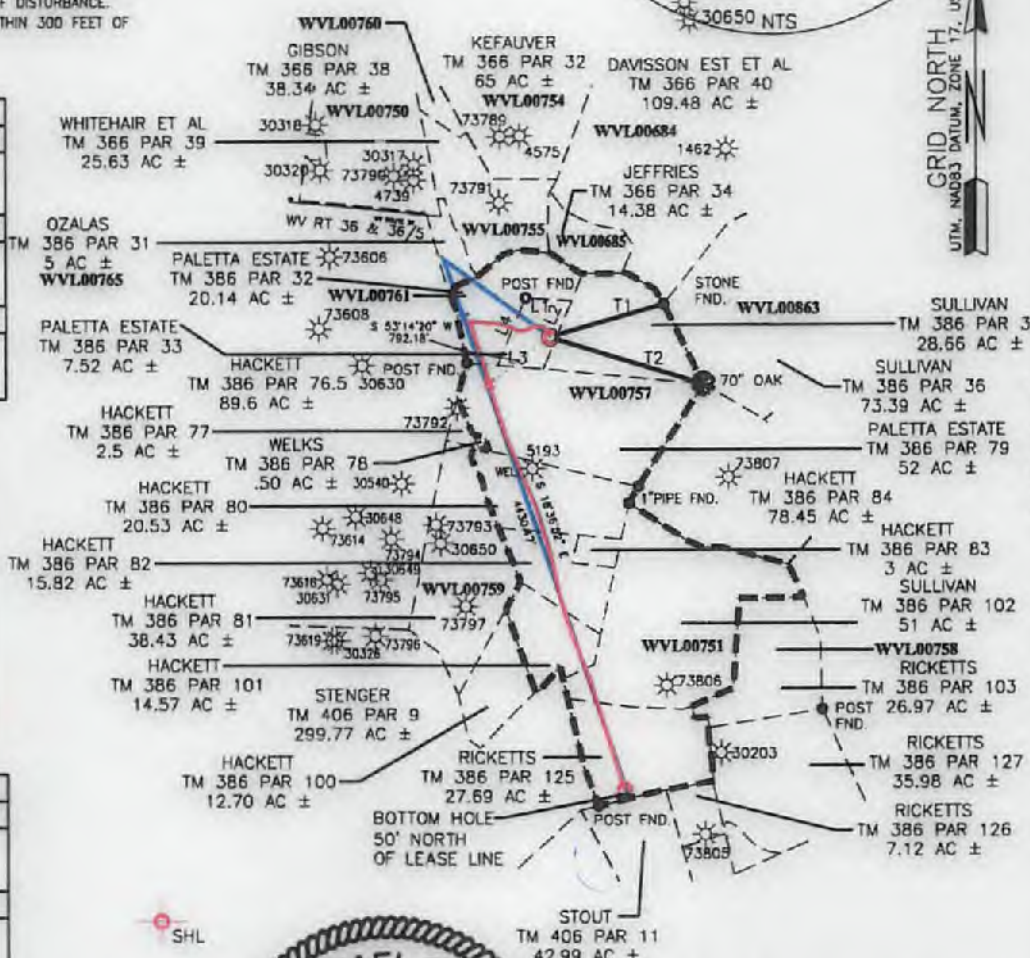 F DISTURBANCE.
THIN 300 FEET OF
30650 NTS
GRID NORTH
UTM, NAD83 DATUM, ZONE 17, US
WVL00760
GIBSON
TM 366 PAR 38
38.34 AC ±
KEFAUVER
TM 366 PAR 32
65 AC ±
DAVISSON EST ET AL
TM 366 PAR 40
109.48 AC ±
WVL00750
WVL00754
WVL00684
WHITEHAIR ET AL
TM 366 PAR 39
25.63 AC ±
30318
73789
4575
1462
30320
30317
73790
4739
73791
JEFFRIES
TM 366 PAR 34
14.38 AC ±
WV RT 36 & 36/5
WVL00755
WVL00685
OZALAS
TM 386 PAR 31
5 AC ±
WVL00765
PALETTA ESTATE
TM 386 PAR 32
20.14 AC ±
73606
WVL00761
POST FND.
T1
STONE
FND.
WVL00863
SULLIVAN
TM 386 PAR 3
28.66 AC ±
73608
S 53°14'20" W
792.18'
L3
T2
PALETTA ESTATE
TM 386 PAR 33
7.52 AC ±
HACKETT
TM 386 PAR 76.5
89.6 AC ±
30630
POST FND.
WVL00757
70" OAK
SULLIVAN
TM 386 PAR 36
73.39 AC ±
HACKETT
TM 386 PAR 77
2.5 AC ±
73792
WELKS
TM 386 PAR 78
.50 AC ±
30540
5193
PALETTA ESTATE
TM 386 PAR 79
52 AC ±
73807
HACKETT
TM 386 PAR 84
78.45 AC ±
1"PIPE FND.
HACKETT
TM 386 PAR 80
20.53 AC ±
30648
73614
73793
73794
30650
30649
4430.47'
HACKETT
TM 386 PAR 83
3 AC ±
HACKETT
TM 386 PAR 82
15.82 AC ±
73618
30631
73795
WVL00759
73797
SULLIVAN
TM 386 PAR 102
51 AC ±
HACKETT
TM 386 PAR 81
38.43 AC ±
73619
30326
73796
WVL00751
WVL00758
HACKETT
TM 386 PAR 101
14.57 AC ±
73806
RICKETTS
TM 386 PAR 103
26.97 AC ±
POST
FND.
STENGER
TM 406 PAR 9
299.77 AC ±
HACKETT
TM 386 PAR 100
12.70 AC ±
RICKETTS
TM 386 PAR 125
27.69 AC ±
30203
RICKETTS
TM 386 PAR 127
35.98 AC ±
BOTTOM HOLE
50' NORTH
OF LEASE LINE
POST FND.
73805
RICKETTS
TM 386 PAR 126
7.12 AC ±
STOUT
TM 406 PAR 11
42.99 AC ±
SHL